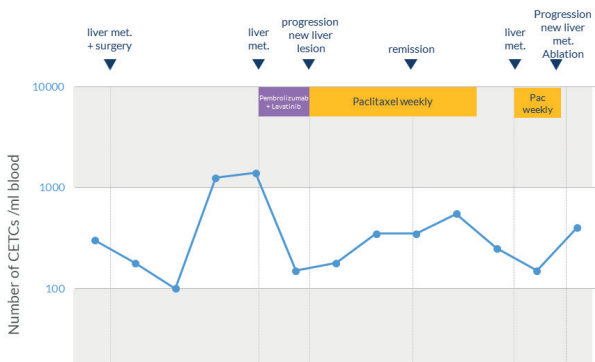 liver met.
+ surgery
liver
met.
progression
new liver
lesion
remission
liver
met.
Progression
new liver
met.
Ablation
10000
1000
100
Number of CETCs /ml blood
Pembrolizumab
+ Levatinib
Paclitaxel weekly
Pac
weekly